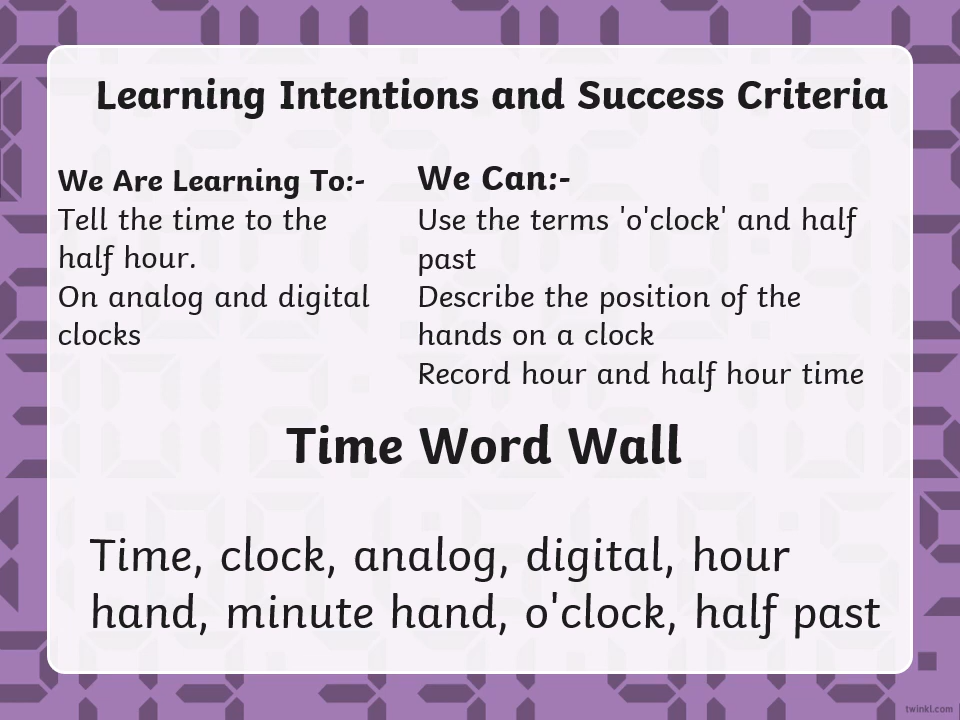 Learning Intentions and Success Criteria
We Are Learning To:-
Tell the time to the
half hour.
On analog and digital
clocks
We Can:-
Use the terms 'o'clock' and half
past
Describe the position of the
hands on a clock
Record hour and half hour time
Time Word Wall
Time, clock, analog, digital, hour
hand, minute hand, o'clock, half past
twinkl.com